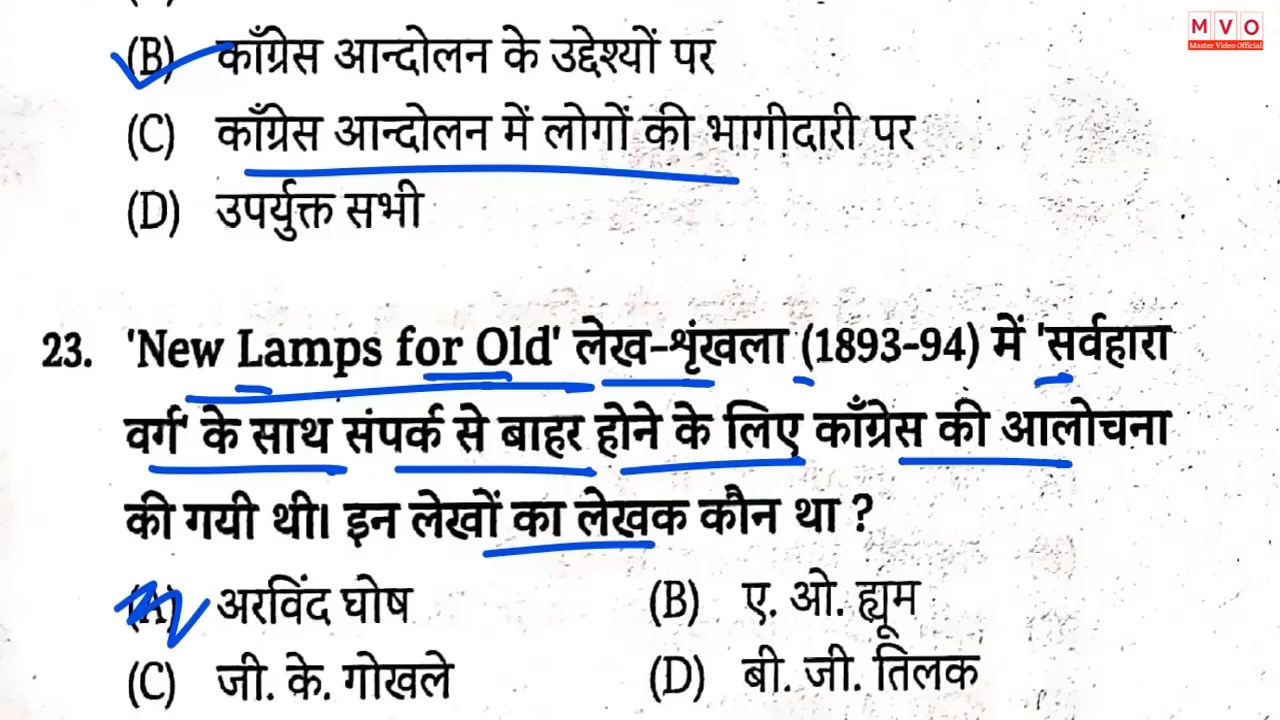 M V O
Master Video Official
(B) काँग्रेस आन्दोलन के उद्देश्यों पर
(C) काँग्रेस आन्दोलन में लोगों की भागीदारी पर
(D) उपर्युक्त सभी
23. 'New Lamps for Old' लेख-शृंखला (1893-94) में 'सर्वहारा
वर्ग' के साथ संपर्क से बाहर होने के लिए काँग्रेस की आलोचना
की गयी थी। इन लेखों का लेखक कौन था ?
(A) अरविंद घोष (B) ए. ओ. ह्यूम
(C) जी. के. गोखले (D) बी. जी. तिलक